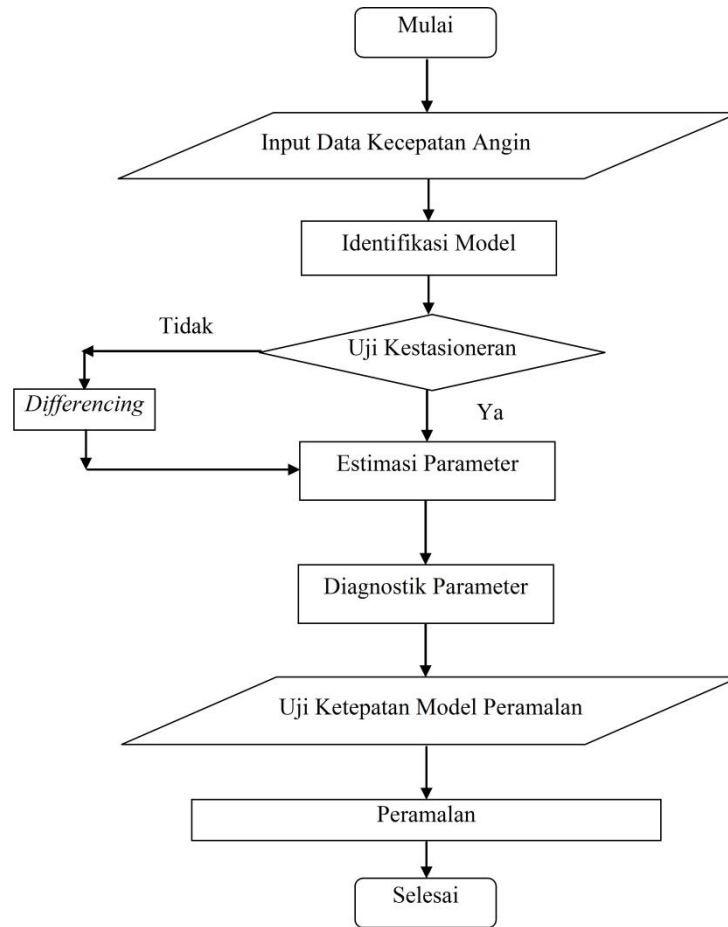 Mulai
Input Data Kecepatan Angin
Identifikasi Model
Tidak
Uji Kestasioneran
Differencing
Ya
Estimasi Parameter
Diagnostik Parameter
Uji Ketepatan Model Peramalan
Peramalan
Selesai